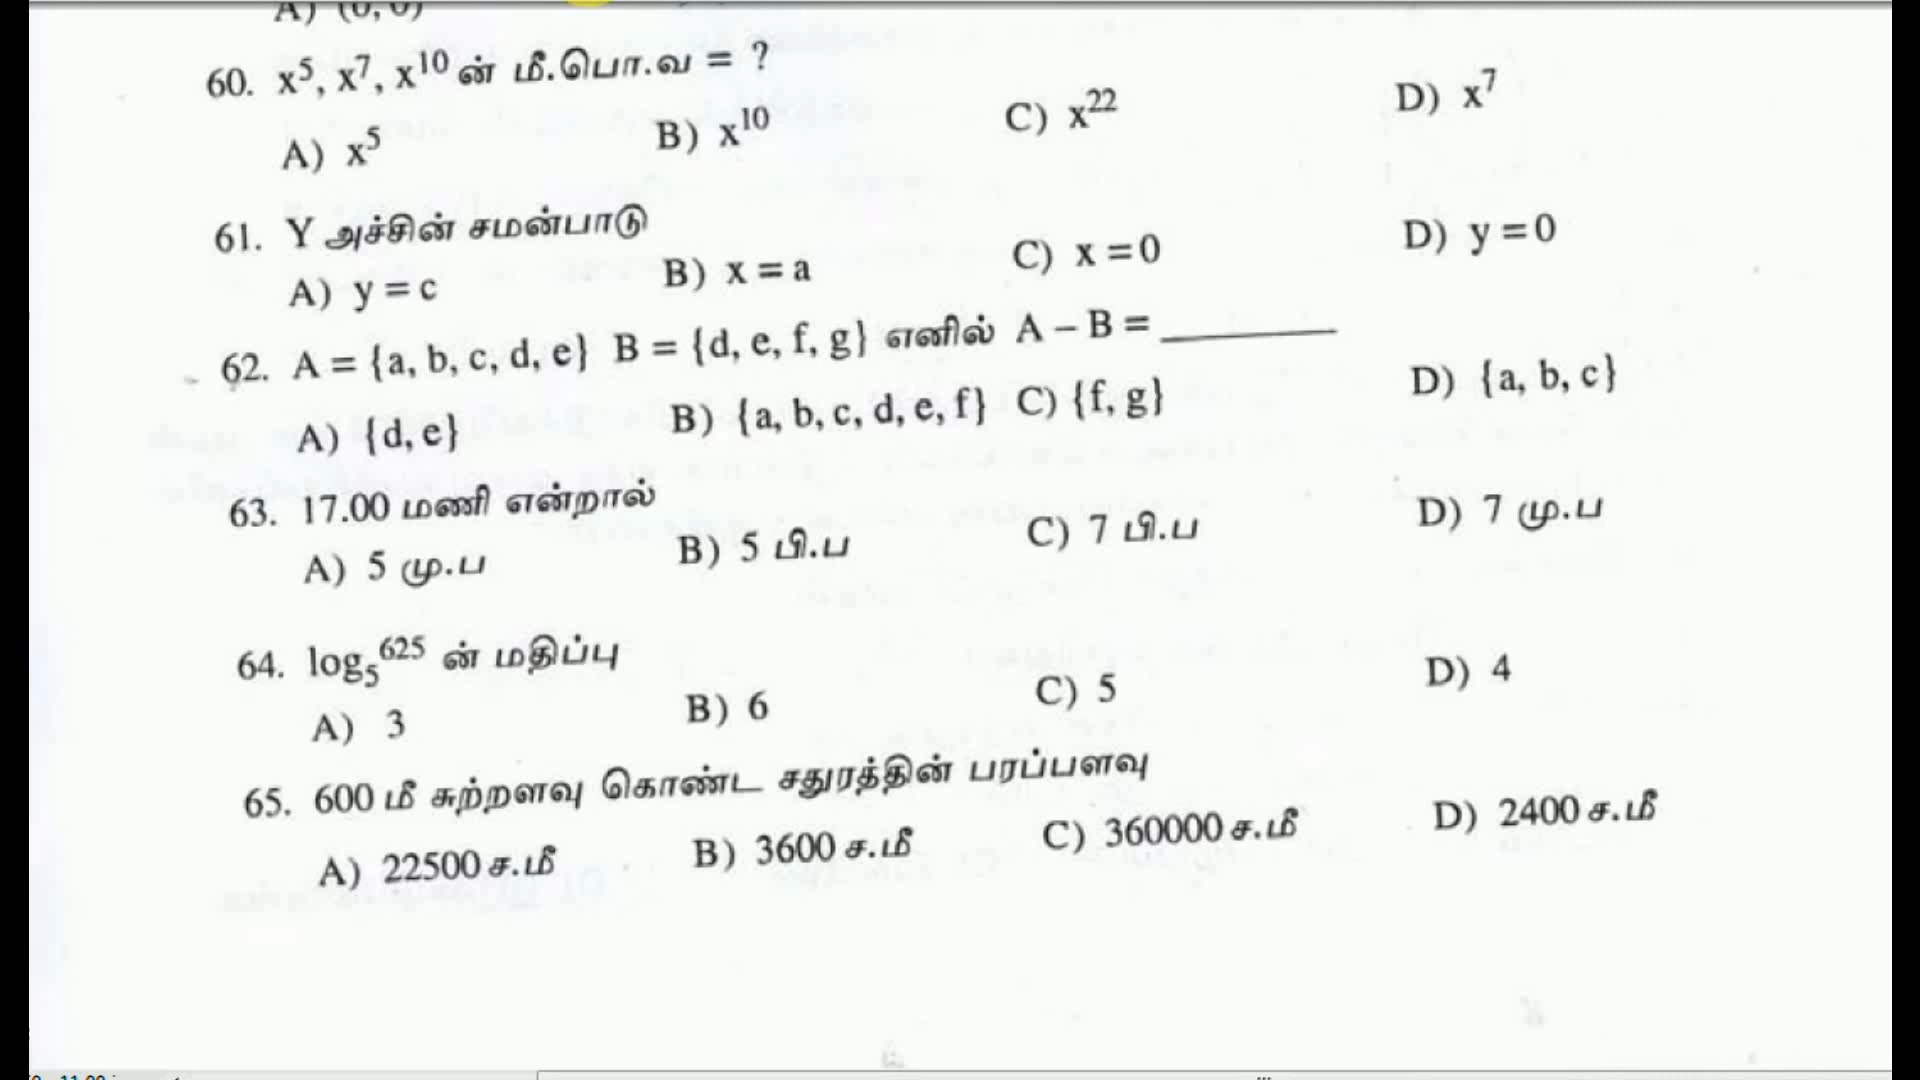 A) (0, 0)
60. x⁵, x⁷, x¹⁰ ன் மீ.பொ.வ = ?
A) x⁵ B) x¹⁰ C) x²² D) x⁷
61. Y அச்சின் சமன்பாடு
A) y = c B) x = a C) x = 0 D) y = 0
62. A = {a, b, c, d, e} B = {d, e, f, g} எனில் A – B = ________
A) {d, e} B) {a, b, c, d, e, f} C) {f, g} D) {a, b, c}
63. 17.00 மணி என்றால்
A) 5 மு.ப B) 5 பி.ப C) 7 பி.ப D) 7 மு.ப
64. log₅⁶²⁵ ன் மதிப்பு
A) 3 B) 6 C) 5 D) 4
65. 600 மீ சுற்றளவு கொண்ட சதுரத்தின் பரப்பளவு
A) 22500 ச.மீ B) 3600 ச.மீ C) 360000 ச.மீ D) 2400 ச.மீ